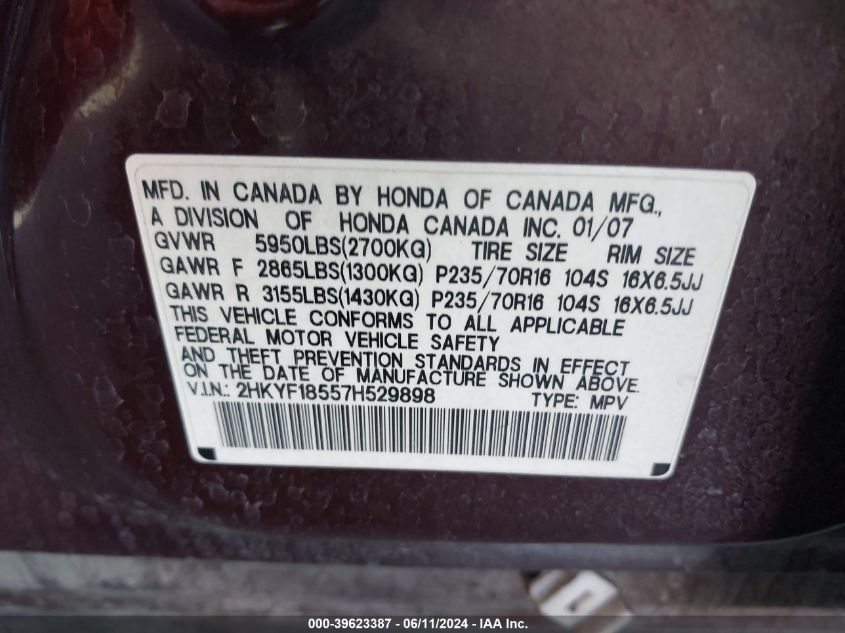 MFD. IN CANADA BY HONDA OF CANADA MFG.,
A DIVISION OF HONDA CANADA INC. 01/07
GVWR 5950LBS(2700KG) TIRE SIZE RIM SIZE
GAWR F 2865LBS(1300KG) P235/70R16 104S 16X6.5JJ
GAWR R 3155LBS(1430KG) P235/70R16 104S 16X6.5JJ
THIS VEHICLE CONFORMS TO ALL APPLICABLE
FEDERAL MOTOR VEHICLE SAFETY
AND THEFT PREVENTION STANDARDS IN EFFECT
ON THE DATE OF MANUFACTURE SHOWN ABOVE.
V.I.N.: 2HKYF18557H529898 TYPE: MPV
000-39623387 - 06/11/2024 - IAA Inc.